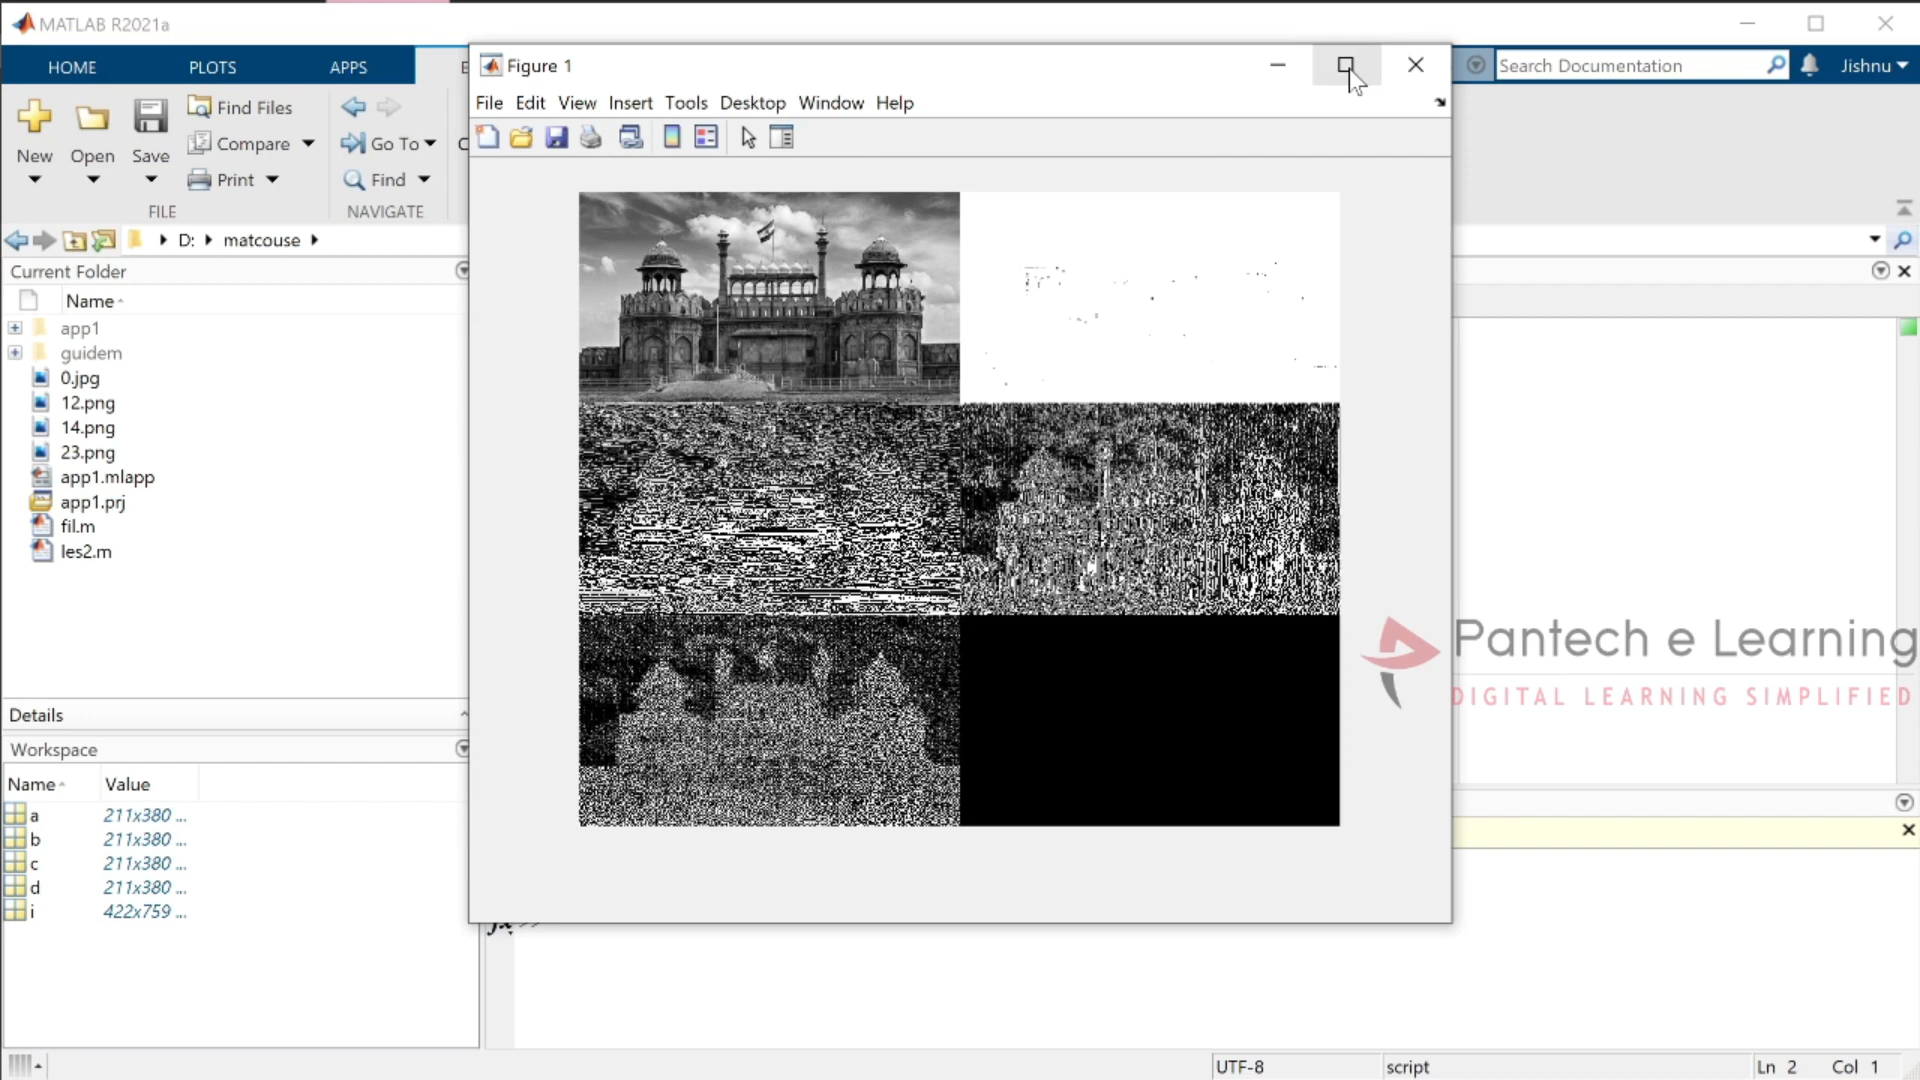 MATLAB R2021a
HOME PLOTS APPS E
Search Documentation
Jishnu
Figure 1
File Edit View Insert Tools Desktop Window Help
New Open Save
Find Files
Compare
Print
Go To
Find
C
FILE NAVIGATE
D: matcouse
Current Folder
Name
app1
guidem
0.jpg
12.png
14.png
23.png
app1.mlapp
app1.prj
fil.m
les2.m
Details
Workspace
Name Value
a 211x380 ...
b 211x380 ...
c 211x380 ...
d 211x380 ...
i 422x759 ...
Pantech e Learning
DIGITAL LEARNING SIMPLIFIED
UTF-8 script Ln 2 Col 1